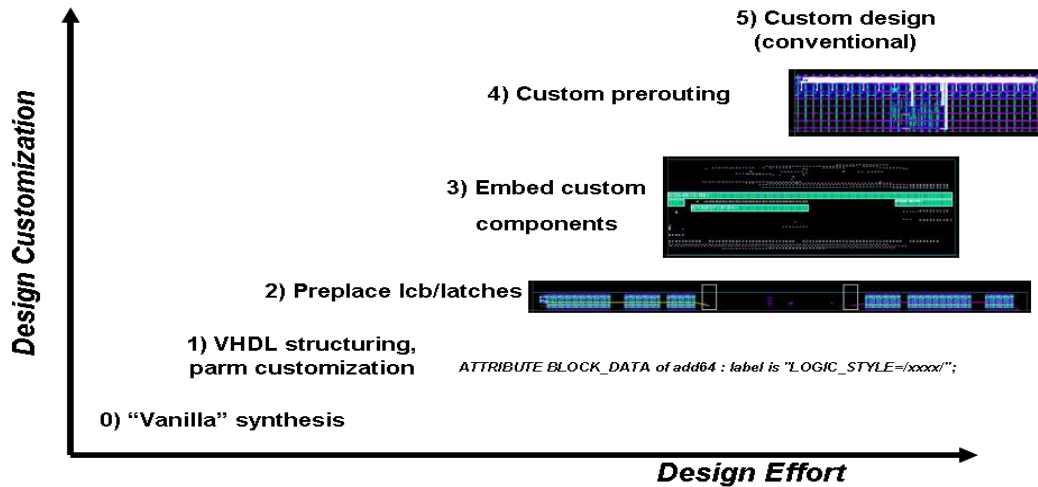 5) Custom design
(conventional)
4) Custom prerouting
3) Embed custom
components
2) Preplace lcb/latches
1) VHDL structuring,
parm customization
ATTRIBUTE BLOCK_DATA of add64 : label is "LOGIC_STYLE=/xxxx/";
0) “Vanilla” synthesis
Design Customization
Design Effort